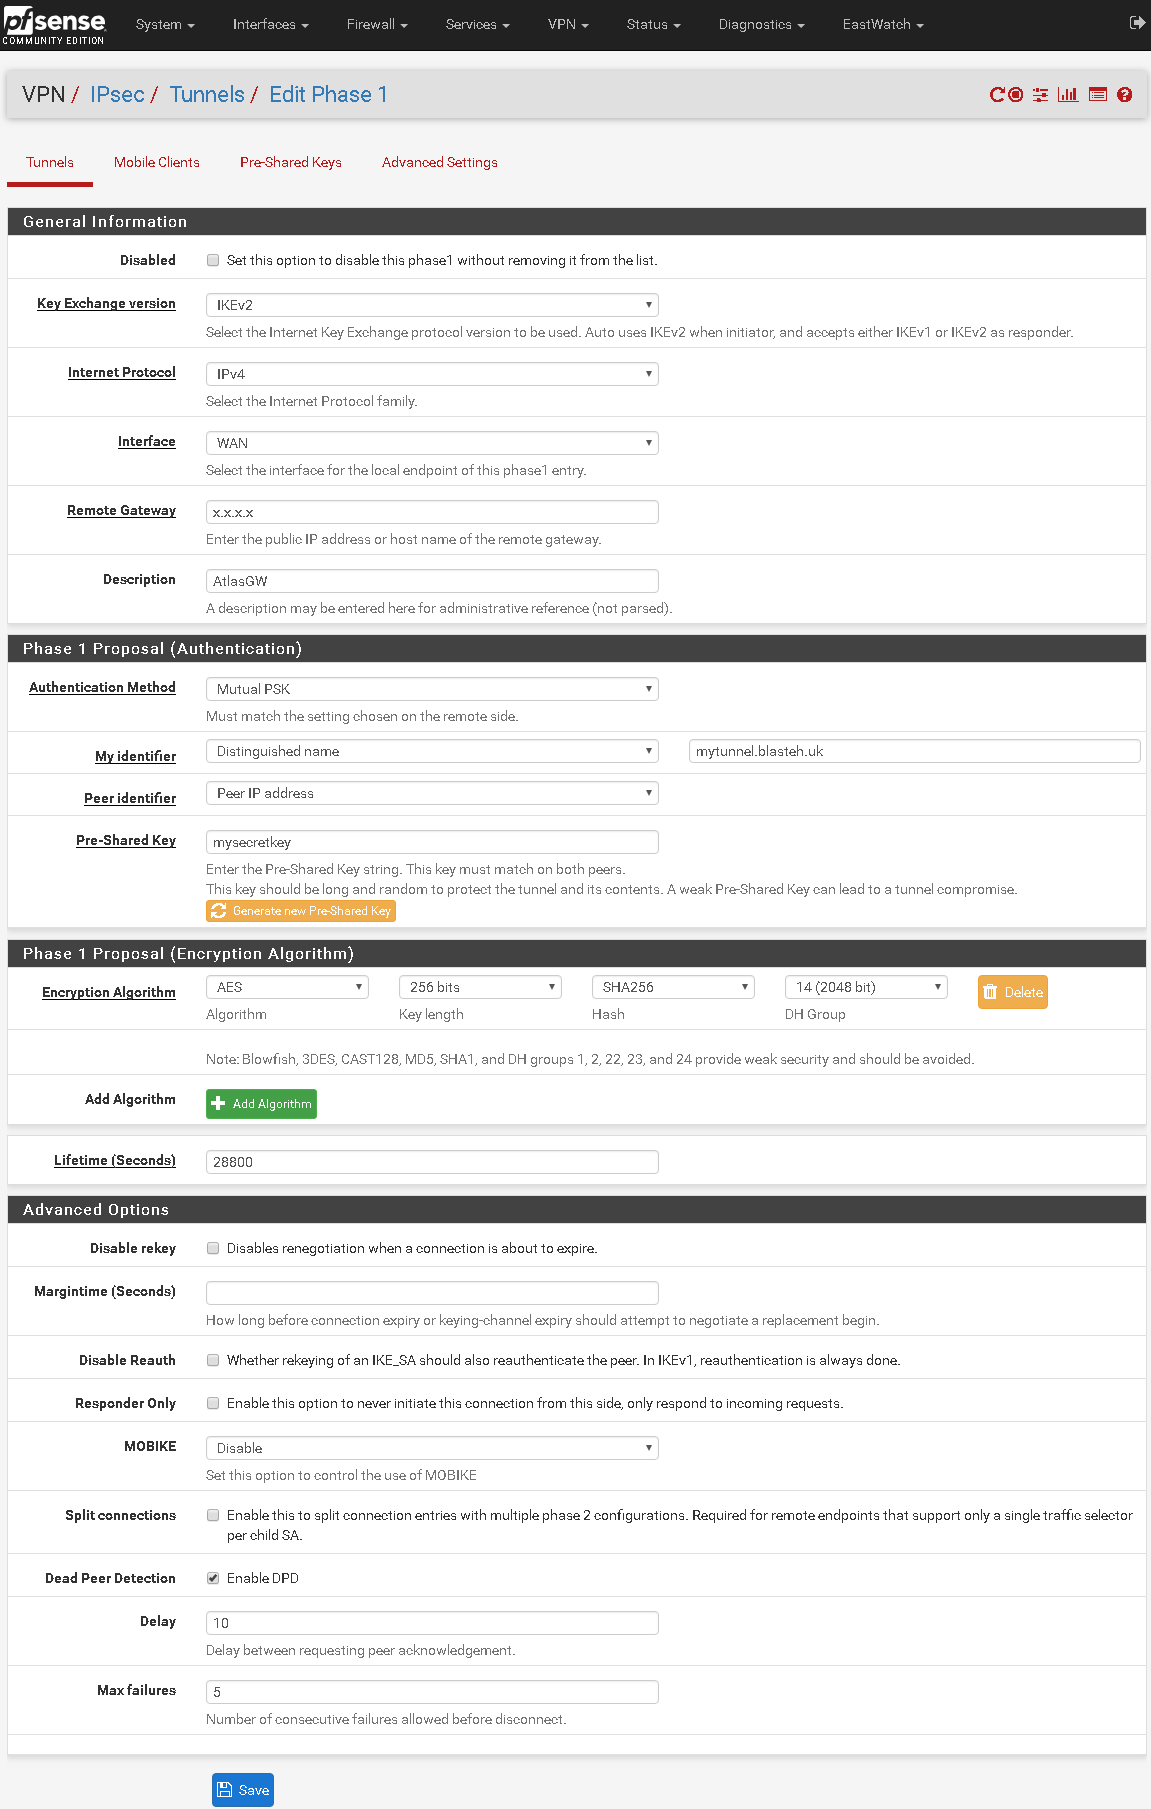 pfsense
COMMUNITY EDITION
System Interfaces Firewall Services VPN Status Diagnostics EastWatch
VPN / IPsec / Tunnels / Edit Phase 1
Tunnels Mobile Clients Pre-Shared Keys Advanced Settings
General Information
Disabled Set this option to disable this phase1 without removing it from the list.
Key Exchange version IKEv2
Select the Internet Key Exchange protocol version to be used. Auto uses IKEv2 when initiator, and accepts either IKEv1 or IKEv2 as responder.
Internet Protocol IPv4
Select the Internet Protocol family.
Interface WAN
Select the interface for the local endpoint of this phase1 entry.
Remote Gateway x.x.x.x
Enter the public IP address or host name of the remote gateway.
Description AtlasGW
A description may be entered here for administrative reference (not parsed).
Phase 1 Proposal (Authentication)
Authentication Method Mutual PSK
Must match the setting chosen on the remote side.
My identifier Distinguished name mytunnel.blasteh.uk
Peer identifier Peer IP address
Pre-Shared Key mysecretkey
Enter the Pre-Shared Key string. This key must match on both peers.
This key should be long and random to protect the tunnel and its contents. A weak Pre-Shared Key can lead to a tunnel compromise.
Generate new Pre-Shared Key
Phase 1 Proposal (Encryption Algorithm)
Encryption Algorithm AES 256 bits SHA256 14 (2048 bit) Delete
Algorithm Key length Hash DH Group
Note: Blowfish, 3DES, CAST128, MD5, SHA1, and DH groups 1, 2, 22, 23, and 24 provide weak security and should be avoided.
Add Algorithm Add Algorithm
Lifetime (Seconds) 28800
Advanced Options
Disable rekey Disables renegotiation when a connection is about to expire.
Margintime (Seconds)
How long before connection expiry or keying-channel expiry should attempt to negotiate a replacement begin.
Disable Reauth Whether rekeying of an IKE_SA should also reauthenticate the peer. In IKEv1, reauthentication is always done.
Responder Only Enable this option to never initiate this connection from this side, only respond to incoming requests.
MOBIKE Disable
Set this option to control the use of MOBIKE
Split connections Enable this to split connection entries with multiple phase 2 configurations. Required for remote endpoints that support only a single traffic selector
per child SA.
Dead Peer Detection Enable DPD
Delay 10
Delay between requesting peer acknowledgement.
Max failures 5
Number of consecutive failures allowed before disconnect.
Save